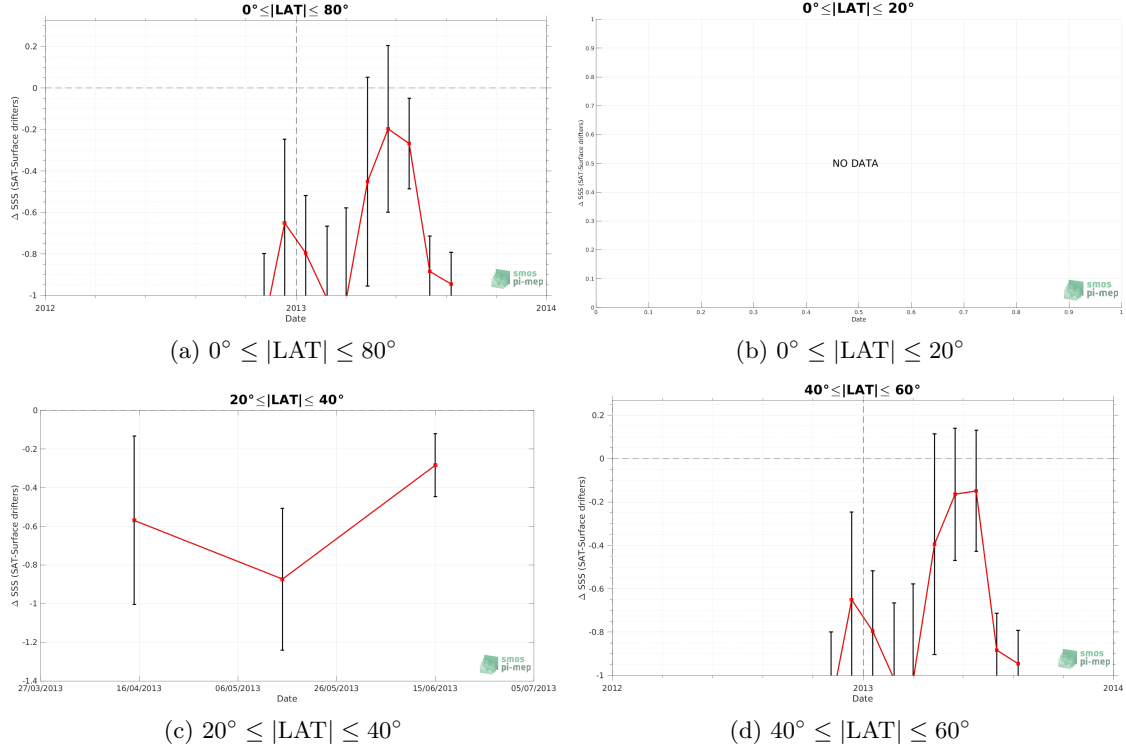 0°≤|LAT|≤ 80°
0.2
0
-0.2
-0.4
-0.6
-0.8
-1
Δ SSS (SAT-Surface drifters)
2012
2013
2014
Date
smos
pi-mep
(a) 0° ≤ |LAT| ≤ 80°
0°≤|LAT|≤ 20°
1
0.9
0.8
0.7
0.6
0.5
0.4
0.3
0.2
0.1
0
Δ SSS (SAT-Surface drifters)
NO DATA
0
0.1
0.2
0.3
0.4
0.5
0.6
0.7
0.8
0.9
1
Date
smos
pi-mep
(b) 0° ≤ |LAT| ≤ 20°
20°≤|LAT|≤ 40°
0
-0.2
-0.4
-0.6
-0.8
-1
-1.2
-1.4
Δ SSS (SAT-Surface drifters)
27/03/2013
16/04/2013
06/05/2013
26/05/2013
15/06/2013
05/07/2013
Date
smos
pi-mep
(c) 20° ≤ |LAT| ≤ 40°
40°≤|LAT|≤ 60°
0.2
0
-0.2
-0.4
-0.6
-0.8
-1
Δ SSS (SAT-Surface drifters)
2012
2013
2014
Date
smos
pi-mep
(d) 40° ≤ |LAT| ≤ 60°